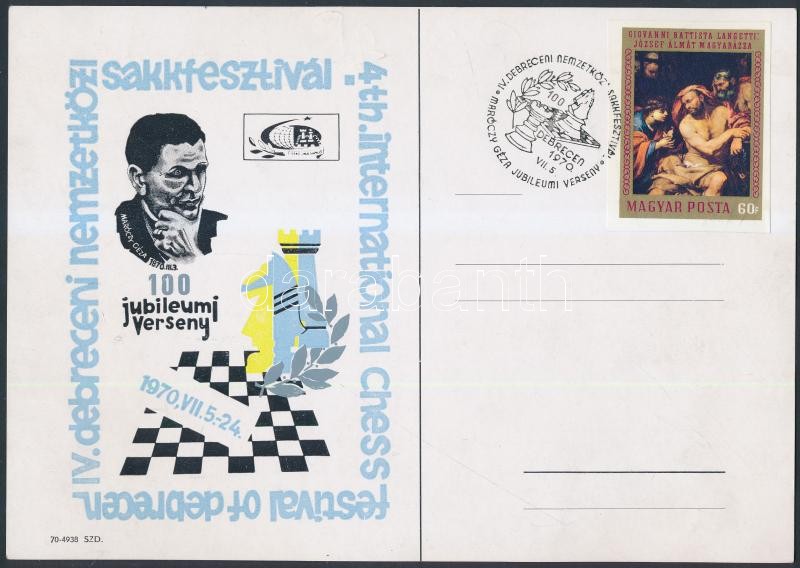 IV. debreceni nemzetközi sakkfesztivál.
4th. international chess festival of debrecen
MARÓCZY GÉZA 1870.III.3.
100
jubileumi
verseny
1970. VII. 5.-24.
70-4938 SZD.
IV. DEBRECENI NEMZETKÖZI SAKKFESZTIVÁL
MARÓCZY GÉZA JUBILEUMI VERSENY
100
DEBRECEN
1970.
VII. 5.
GIOVANNI BATTISTA LANGETTI:
JÓZSEF ÁLMÁT MAGYARÁZZA
MAGYAR POSTA 60F
darabanth